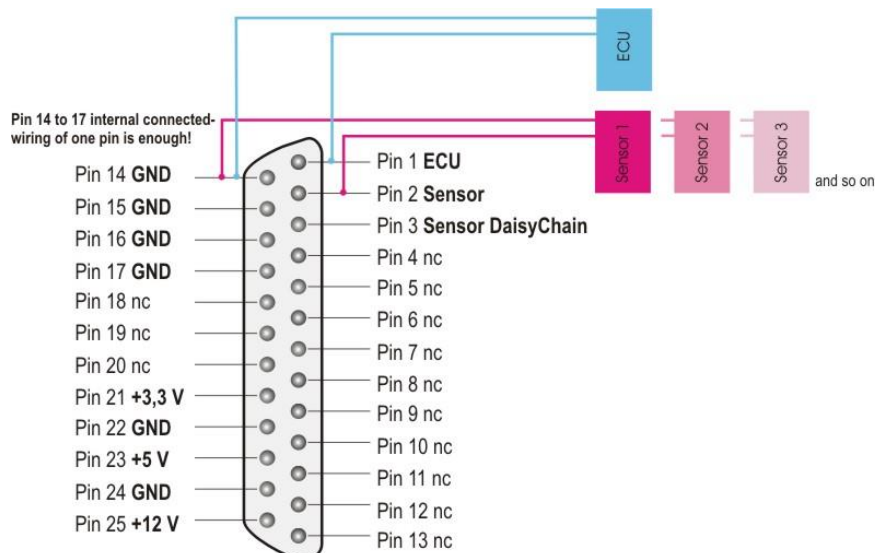 ECU
Pin 14 to 17 internal connected-
wiring of one pin is enough!
Sensor 1
Sensor 2
Sensor 3
and so on
Pin 14 GND
Pin 15 GND
Pin 16 GND
Pin 17 GND
Pin 18 nc
Pin 19 nc
Pin 20 nc
Pin 21 +3,3 V
Pin 22 GND
Pin 23 +5 V
Pin 24 GND
Pin 25 +12 V
Pin 1 ECU
Pin 2 Sensor
Pin 3 Sensor DaisyChain
Pin 4 nc
Pin 5 nc
Pin 6 nc
Pin 7 nc
Pin 8 nc
Pin 9 nc
Pin 10 nc
Pin 11 nc
Pin 12 nc
Pin 13 nc